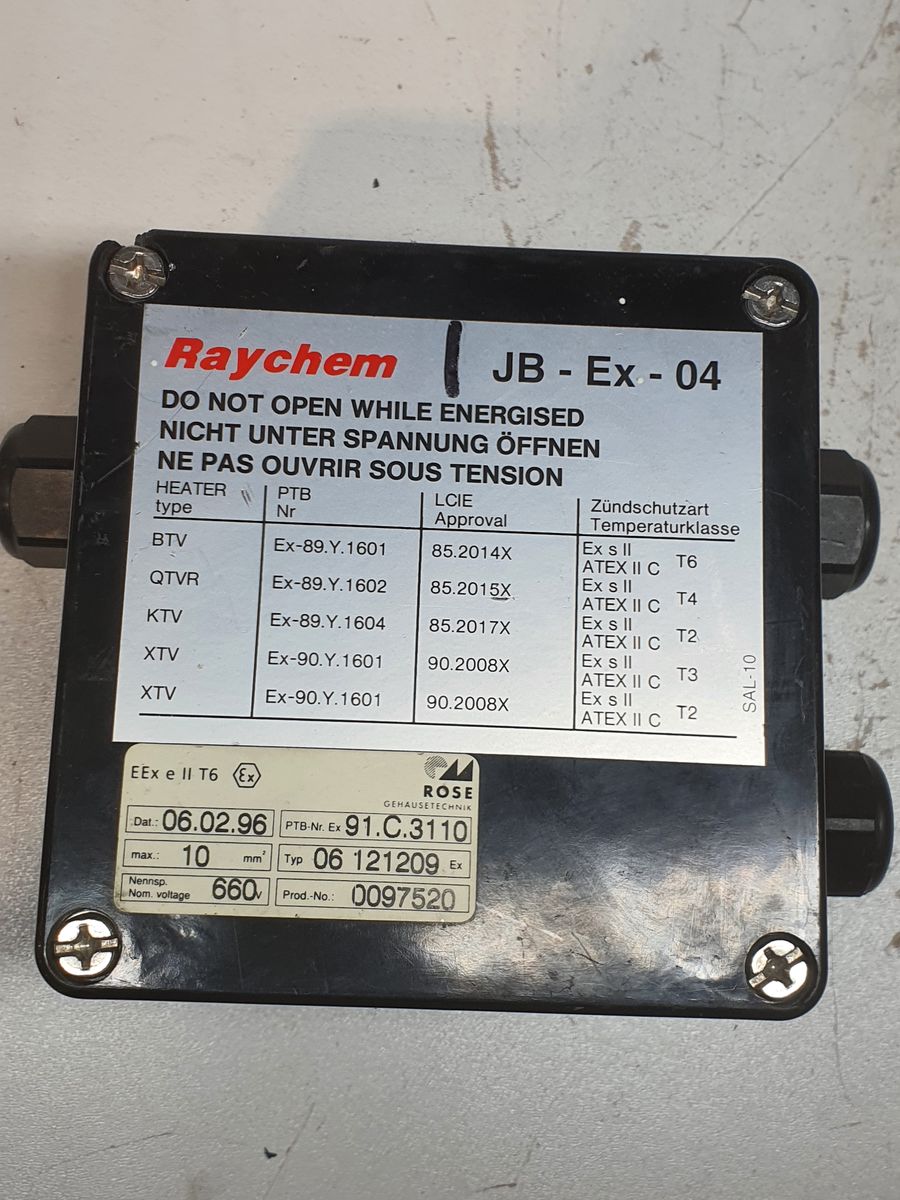 Raychem JB - Ex - 04
DO NOT OPEN WHILE ENERGISED
NICHT UNTER SPANNUNG ÖFFNEN
NE PAS OUVRIR SOUS TENSION
HEATER type PTB Nr LCIE Approval Zündschutzart Temperaturklasse
BTV Ex-89.Y.1601 85.2014X Ex s II ATEX II C T6
QTVR Ex-89.Y.1602 85.2015X Ex s II ATEX II C T4
KTV Ex-89.Y.1604 85.2017X Ex s II ATEX II C T2
XTV Ex-90.Y.1601 90.2008X Ex s II ATEX II C T3
XTV Ex-90.Y.1601 90.2008X Ex s II ATEX II C T2
SAL-10
EEx e II T6 Ex
ROSE
GEHÄUSETECHNIK
Dat.: 06.02.96 PTB-Nr. Ex 91.C.3110
max.: 10 mm² Typ 06 121209 Ex
Nennsp. Nom. voltage 660V Prod.-No.: 0097520